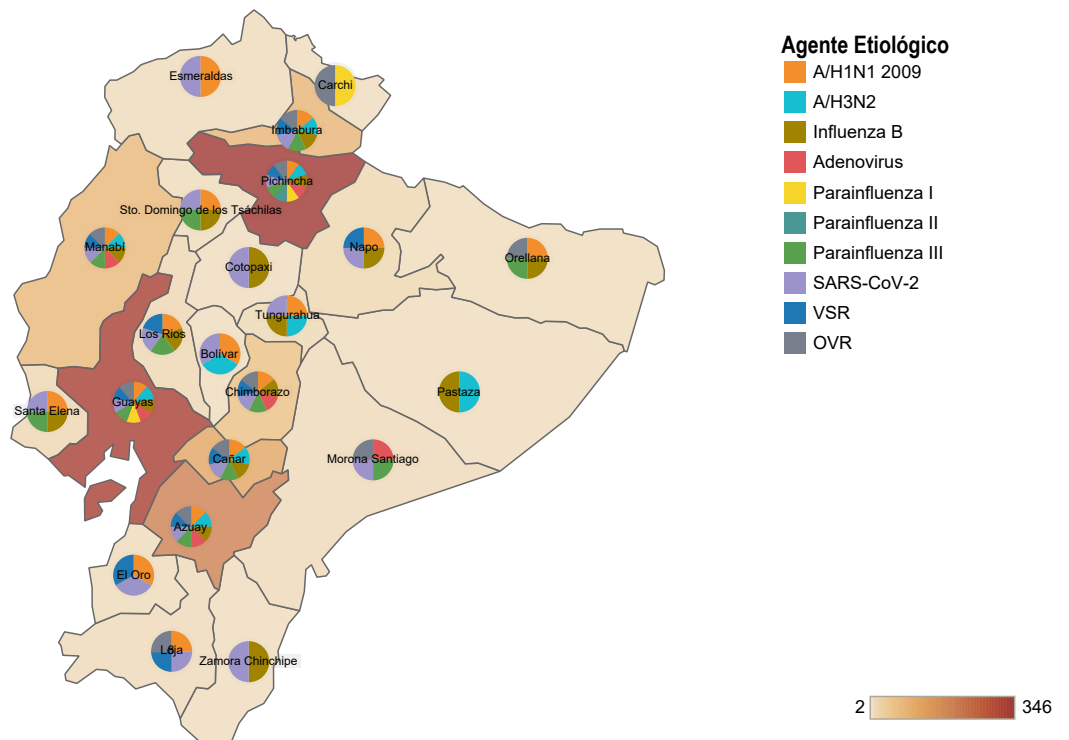 Esmeraldas
Carchi
Imbabura
Pichincha
Sto. Domingo de los Tsáchilas
Manabí
Cotopaxi
Napo
Orellana
Tungurahua
Los Rios
Bolívar
Chimborazo
Pastaza
Santa Elena
Guayas
Cañar
Morona Santiago
Azuay
El Oro
Loja
Zamora Chinchipe
Agente Etiológico
A/H1N1 2009
A/H3N2
Influenza B
Adenovirus
Parainfluenza I
Parainfluenza II
Parainfluenza III
SARS-CoV-2
VSR
OVR
2
346